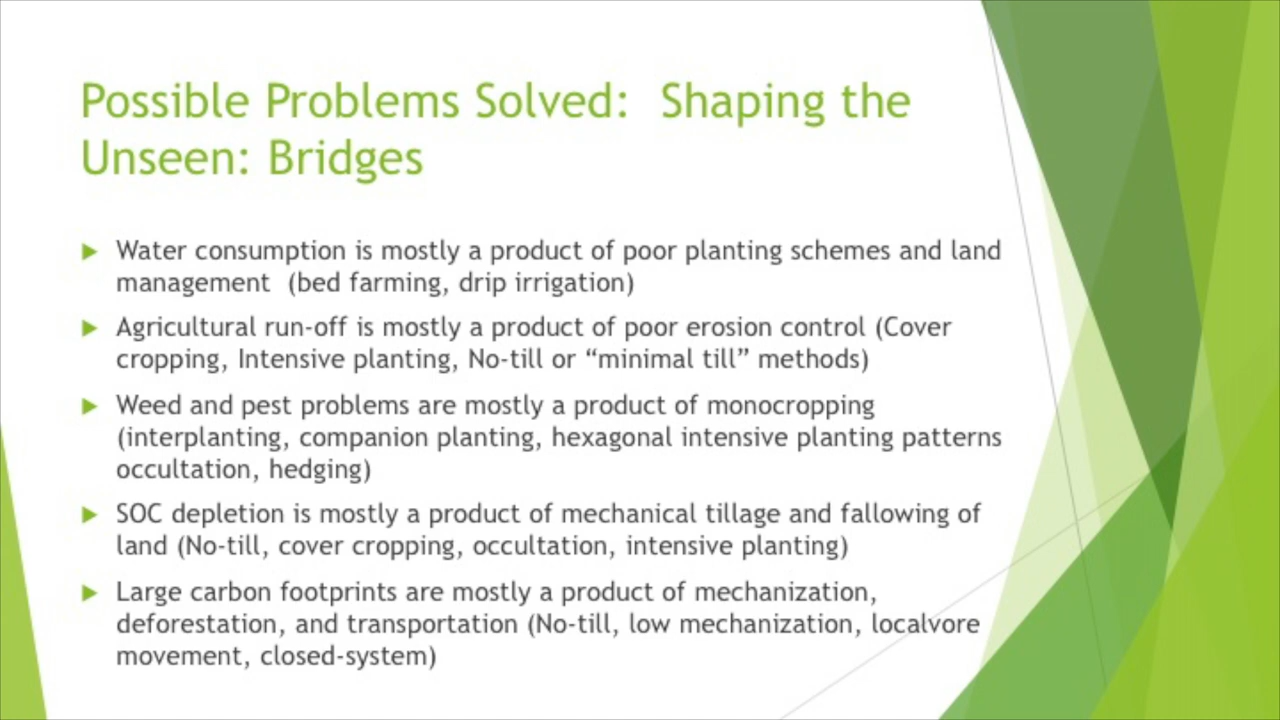 Possible Problems Solved:  Shaping the
Unseen: Bridges
Water consumption is mostly a product of poor planting schemes and land
management  (bed farming, drip irrigation)
Agricultural run-off is mostly a product of poor erosion control (Cover
cropping, Intensive planting, No-till or “minimal till” methods)
Weed and pest problems are mostly a product of monocropping
(interplanting, companion planting, hexagonal intensive planting patterns
occultation, hedging)
SOC depletion is mostly a product of mechanical tillage and fallowing of
land (No-till, cover cropping, occultation, intensive planting)
Large carbon footprints are mostly a product of mechanization,
deforestation, and transportation (No-till, low mechanization, localvore
movement, closed-system)